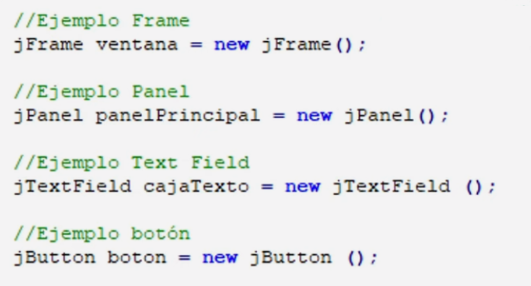 //Ejemplo Frame
jFrame ventana = new jFrame();
//Ejemplo Panel
jPanel panelPrincipal = new jPanel();
//Ejemplo Text Field
jTextField cajaTexto = new jTextField ();
//Ejemplo botón
jButton boton = new jButton ();